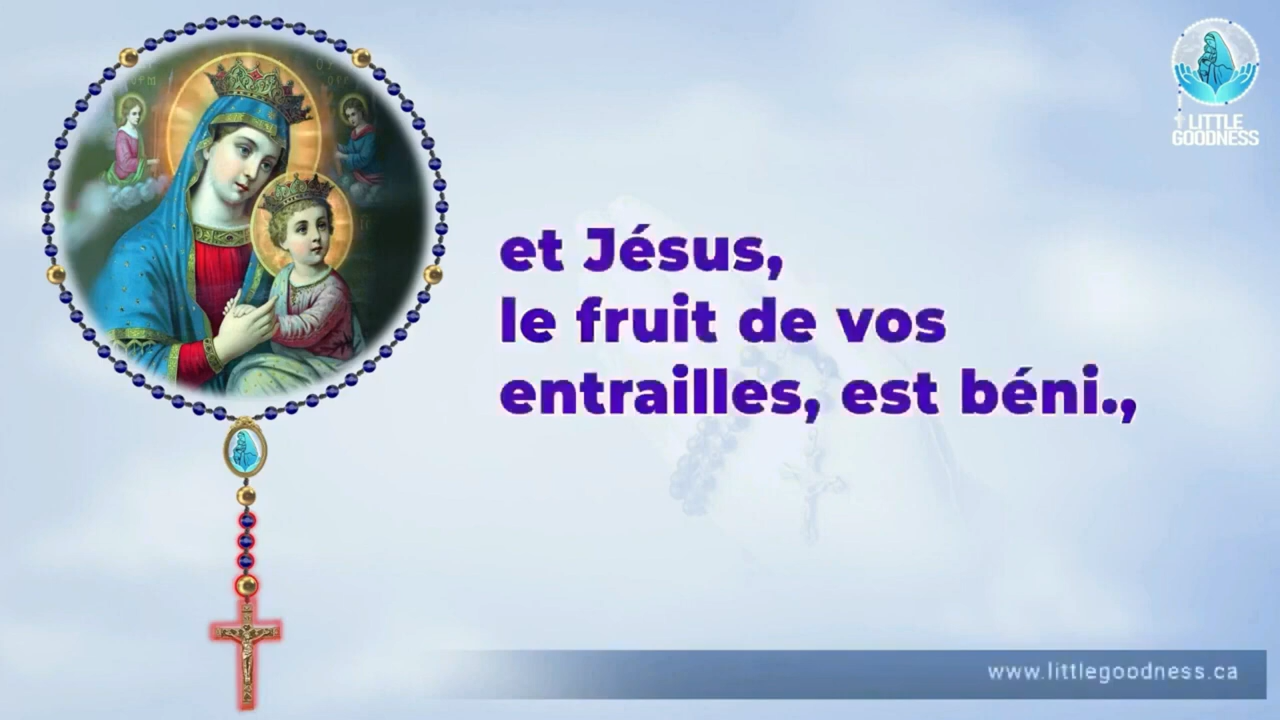 LITTLE
GOODNESS
et Jésus,
le fruit de vos
entrailles, est béni.,
www.littlegoodness.ca